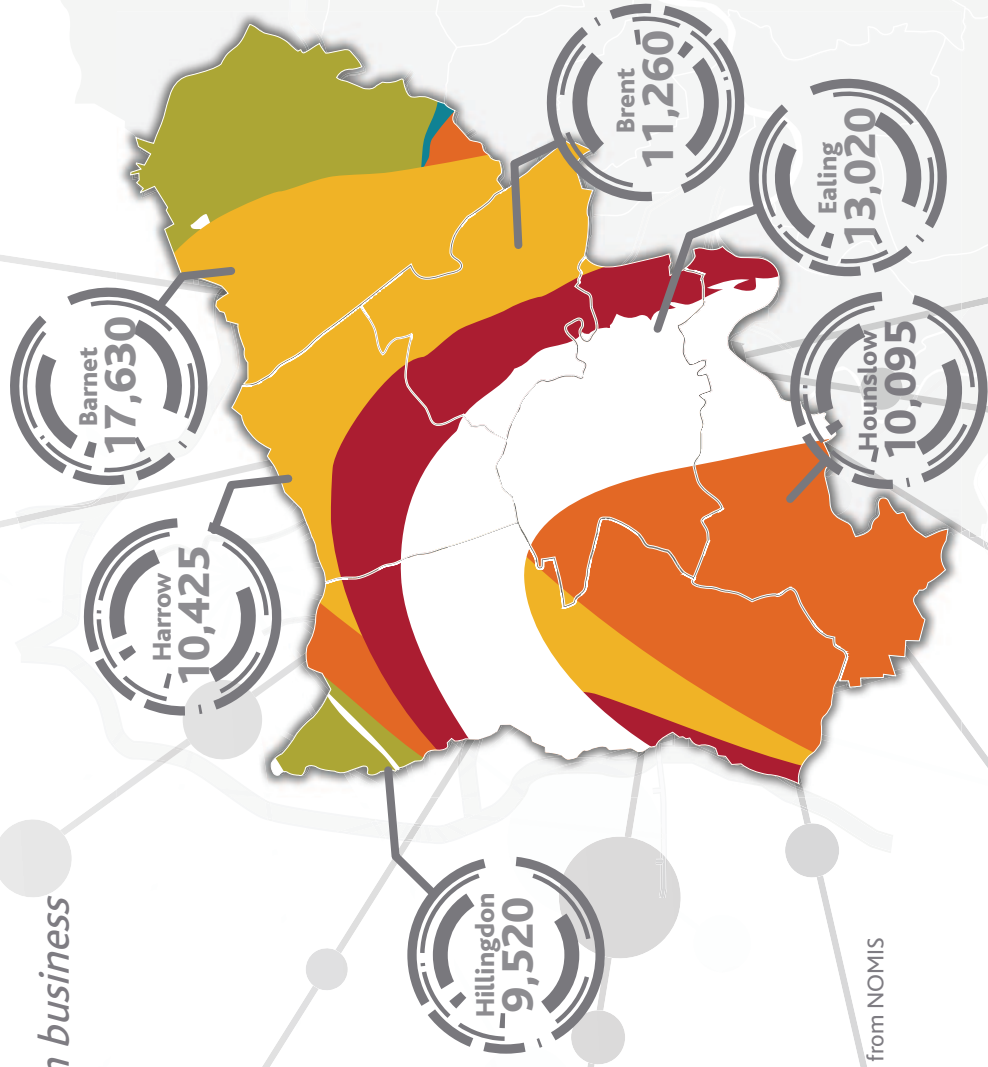 business
Barnet
17,630
Harrow
10,425
Hillingdon
9,520
Brent
11,260
Ealing
13,020
Hounslow
10,095
from NOMIS